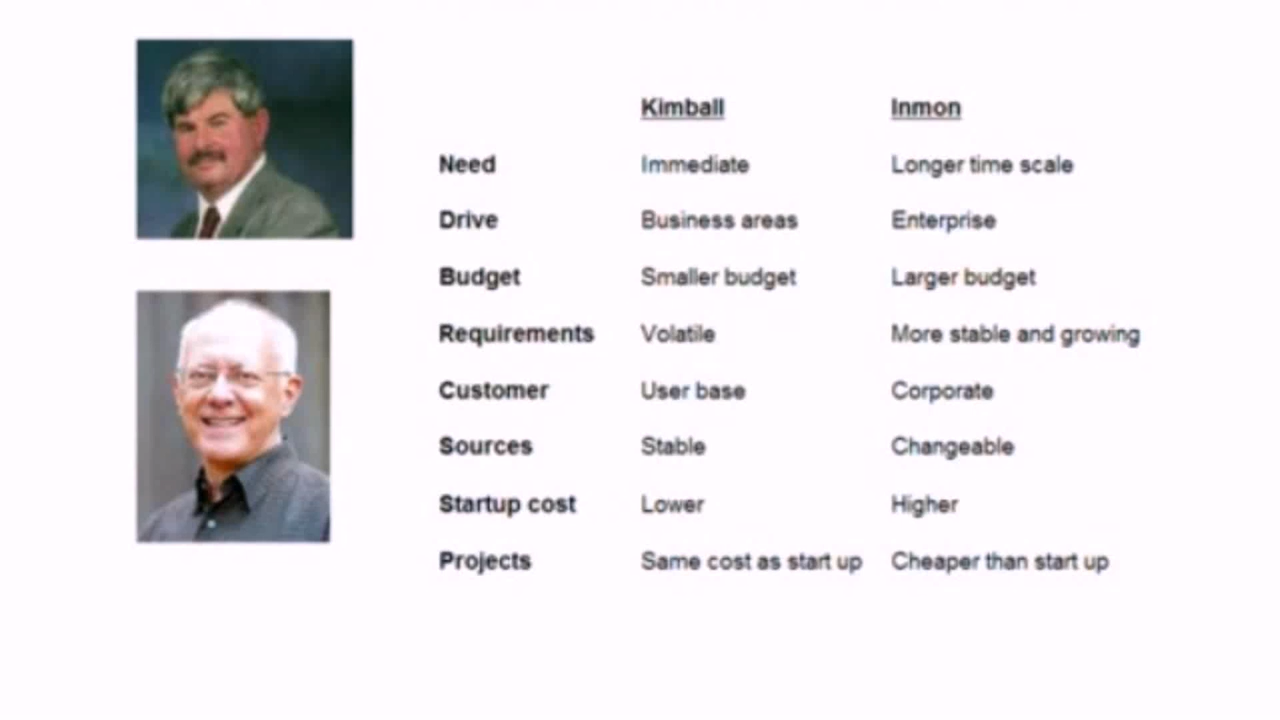 Kimball Inmon
Need Immediate Longer time scale
Drive Business areas Enterprise
Budget Smaller budget Larger budget
Requirements Volatile More stable and growing
Customer User base Corporate
Sources Stable Changeable
Startup cost Lower Higher
Projects Same cost as start up Cheaper than start up